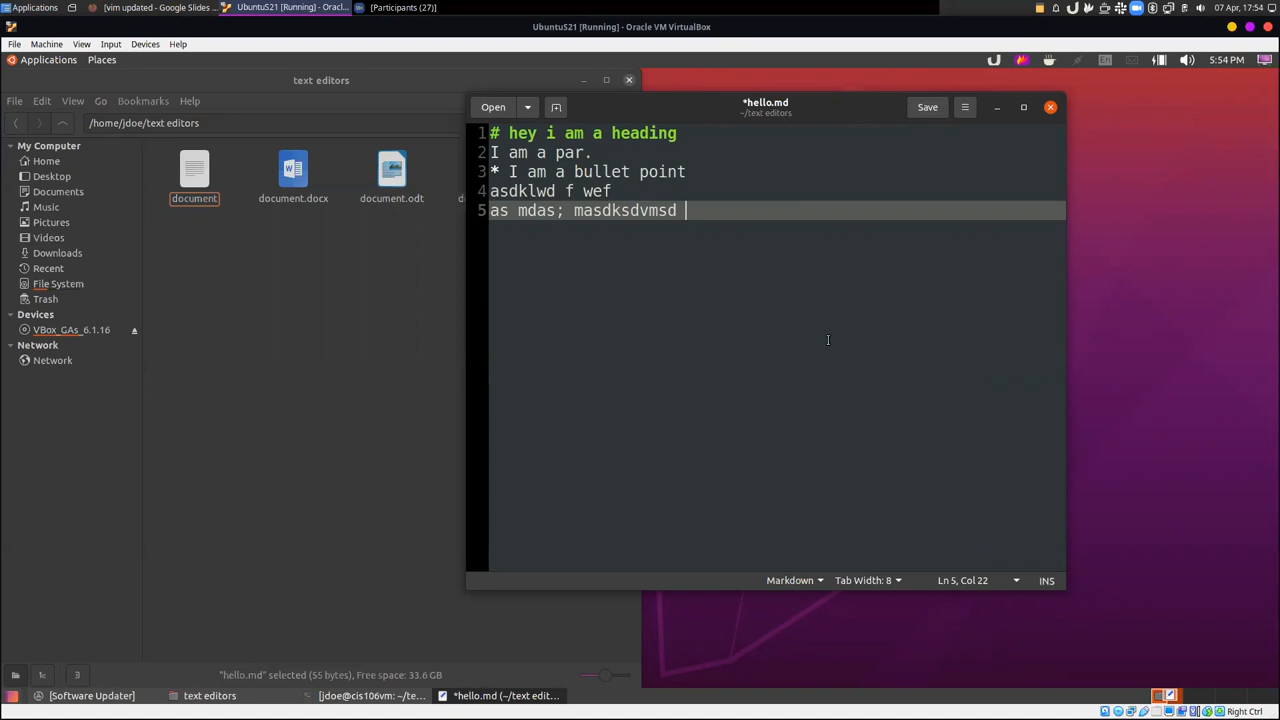 Applications
[vim updated - Google Slides ...
UbuntuS21 [Running] - Oracl...
[Participants (27)]
07 Apr, 17:54
UbuntuS21 [Running] - Oracle VM VirtualBox
File Machine View Input Devices Help
Applications Places
En
5:54 PM
text editors
File Edit View Go Bookmarks Help
/home/jdoe/text editors
My Computer
Home
Desktop
Documents
Music
Pictures
Videos
Downloads
Recent
File System
Trash
Devices
VBox_GAs_6.1.16
Network
Network
document
document.docx
document.odt
"hello.md" selected (55 bytes), Free space: 33.6 GB
Open
*hello.md
~/text editors
Save
1 # hey i am a heading
2 I am a par.
3 * I am a bullet point
4 asdklwd f wef
5 as mdas; masdksdvmsd
Markdown
Tab Width: 8
Ln 5, Col 22
INS
[Software Updater]
text editors
[jdoe@cis106vm: ~/te...
*hello.md (~/text edit...
Right Ctrl